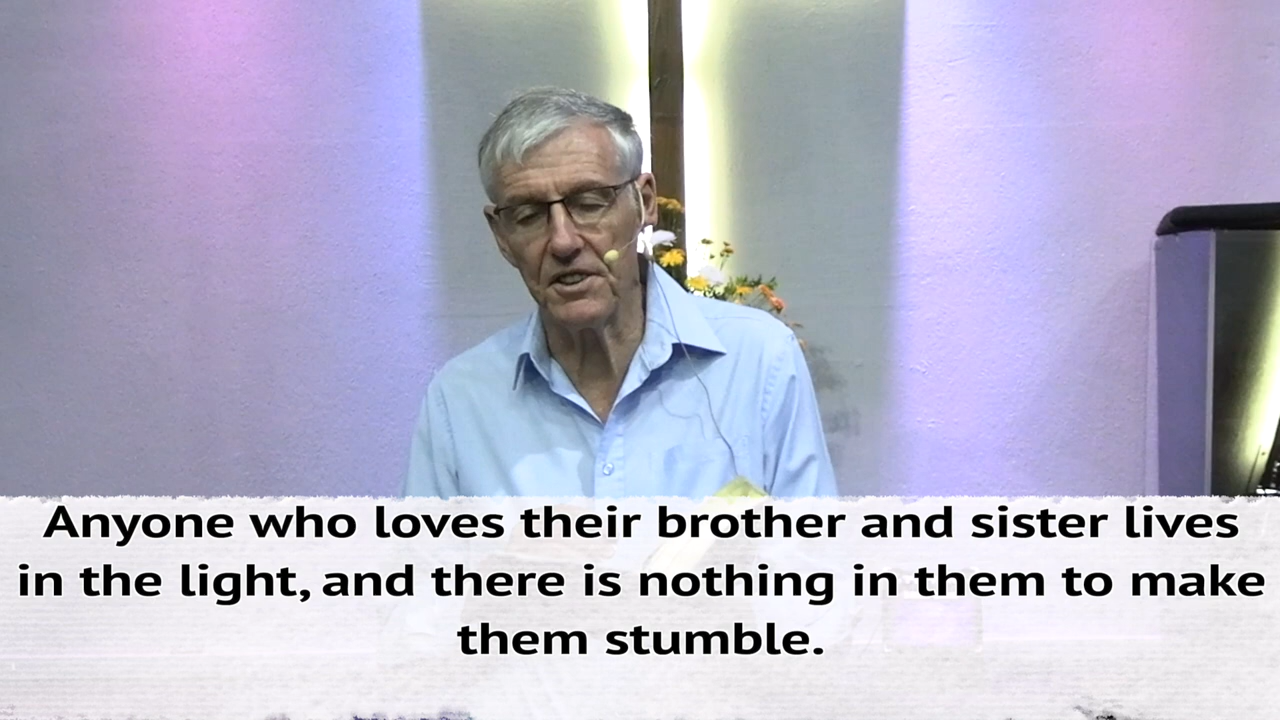 Anyone who loves their brother and sister lives
in the light, and there is nothing in them to make
them stumble.